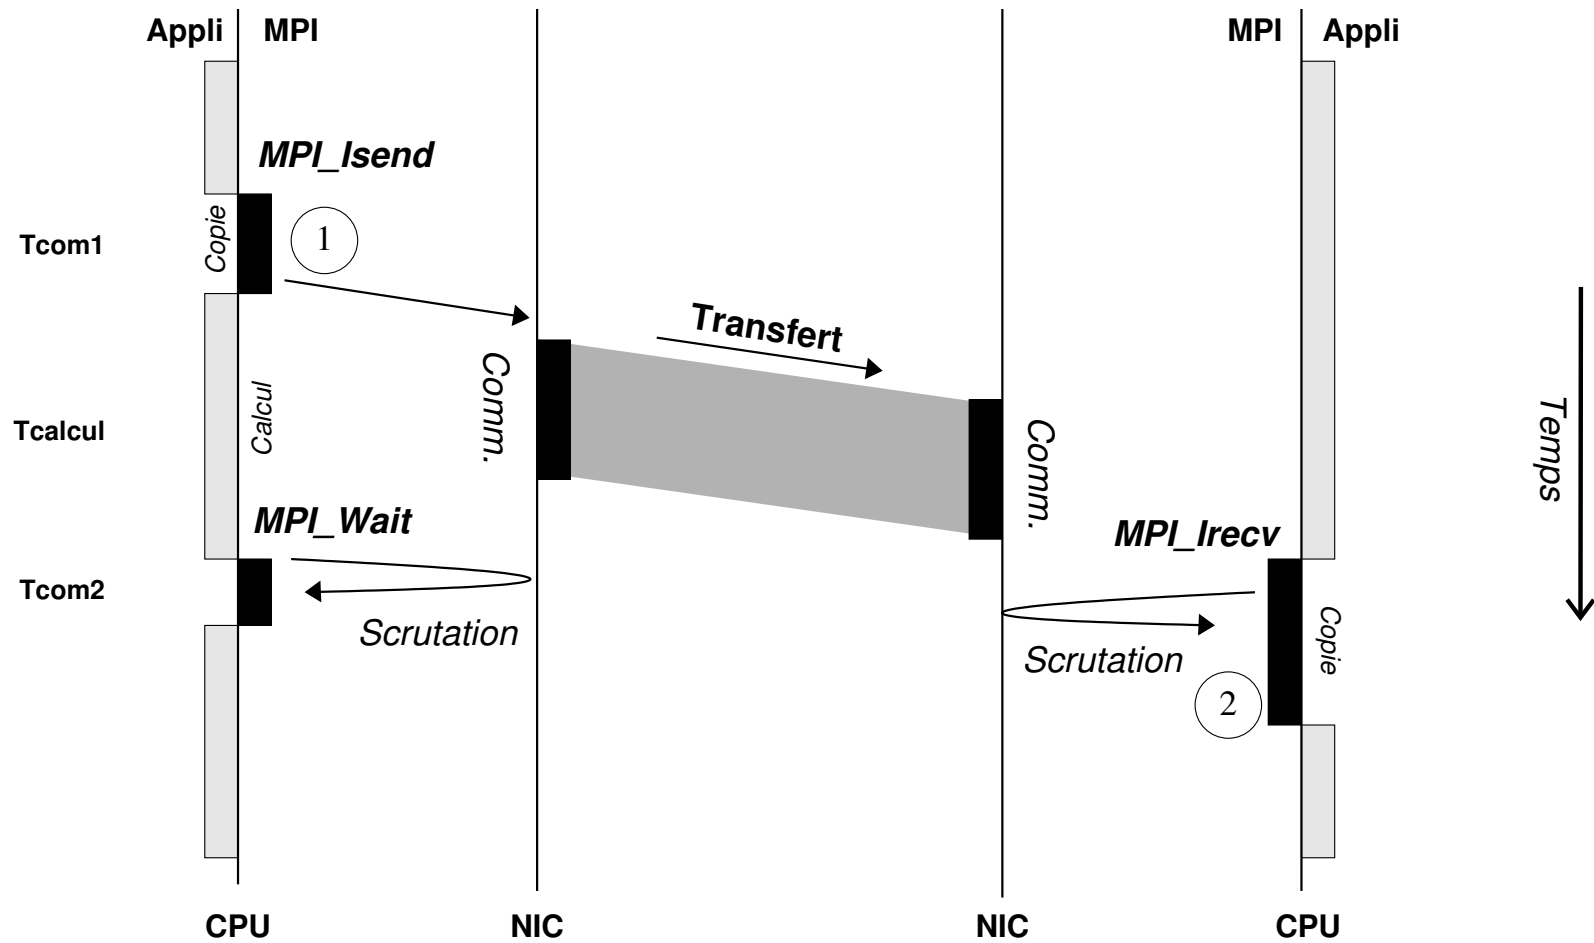 Appli MPI MPI Appli
MPI_Isend
Copie
1
Tcom1
Transfert
Comm.
Calcul
Tcalcul
Comm.
Temps
MPI_Wait
MPI_Irecv
Tcom2
Scrutation
Copie
Scrutation
2
CPU NIC NIC CPU